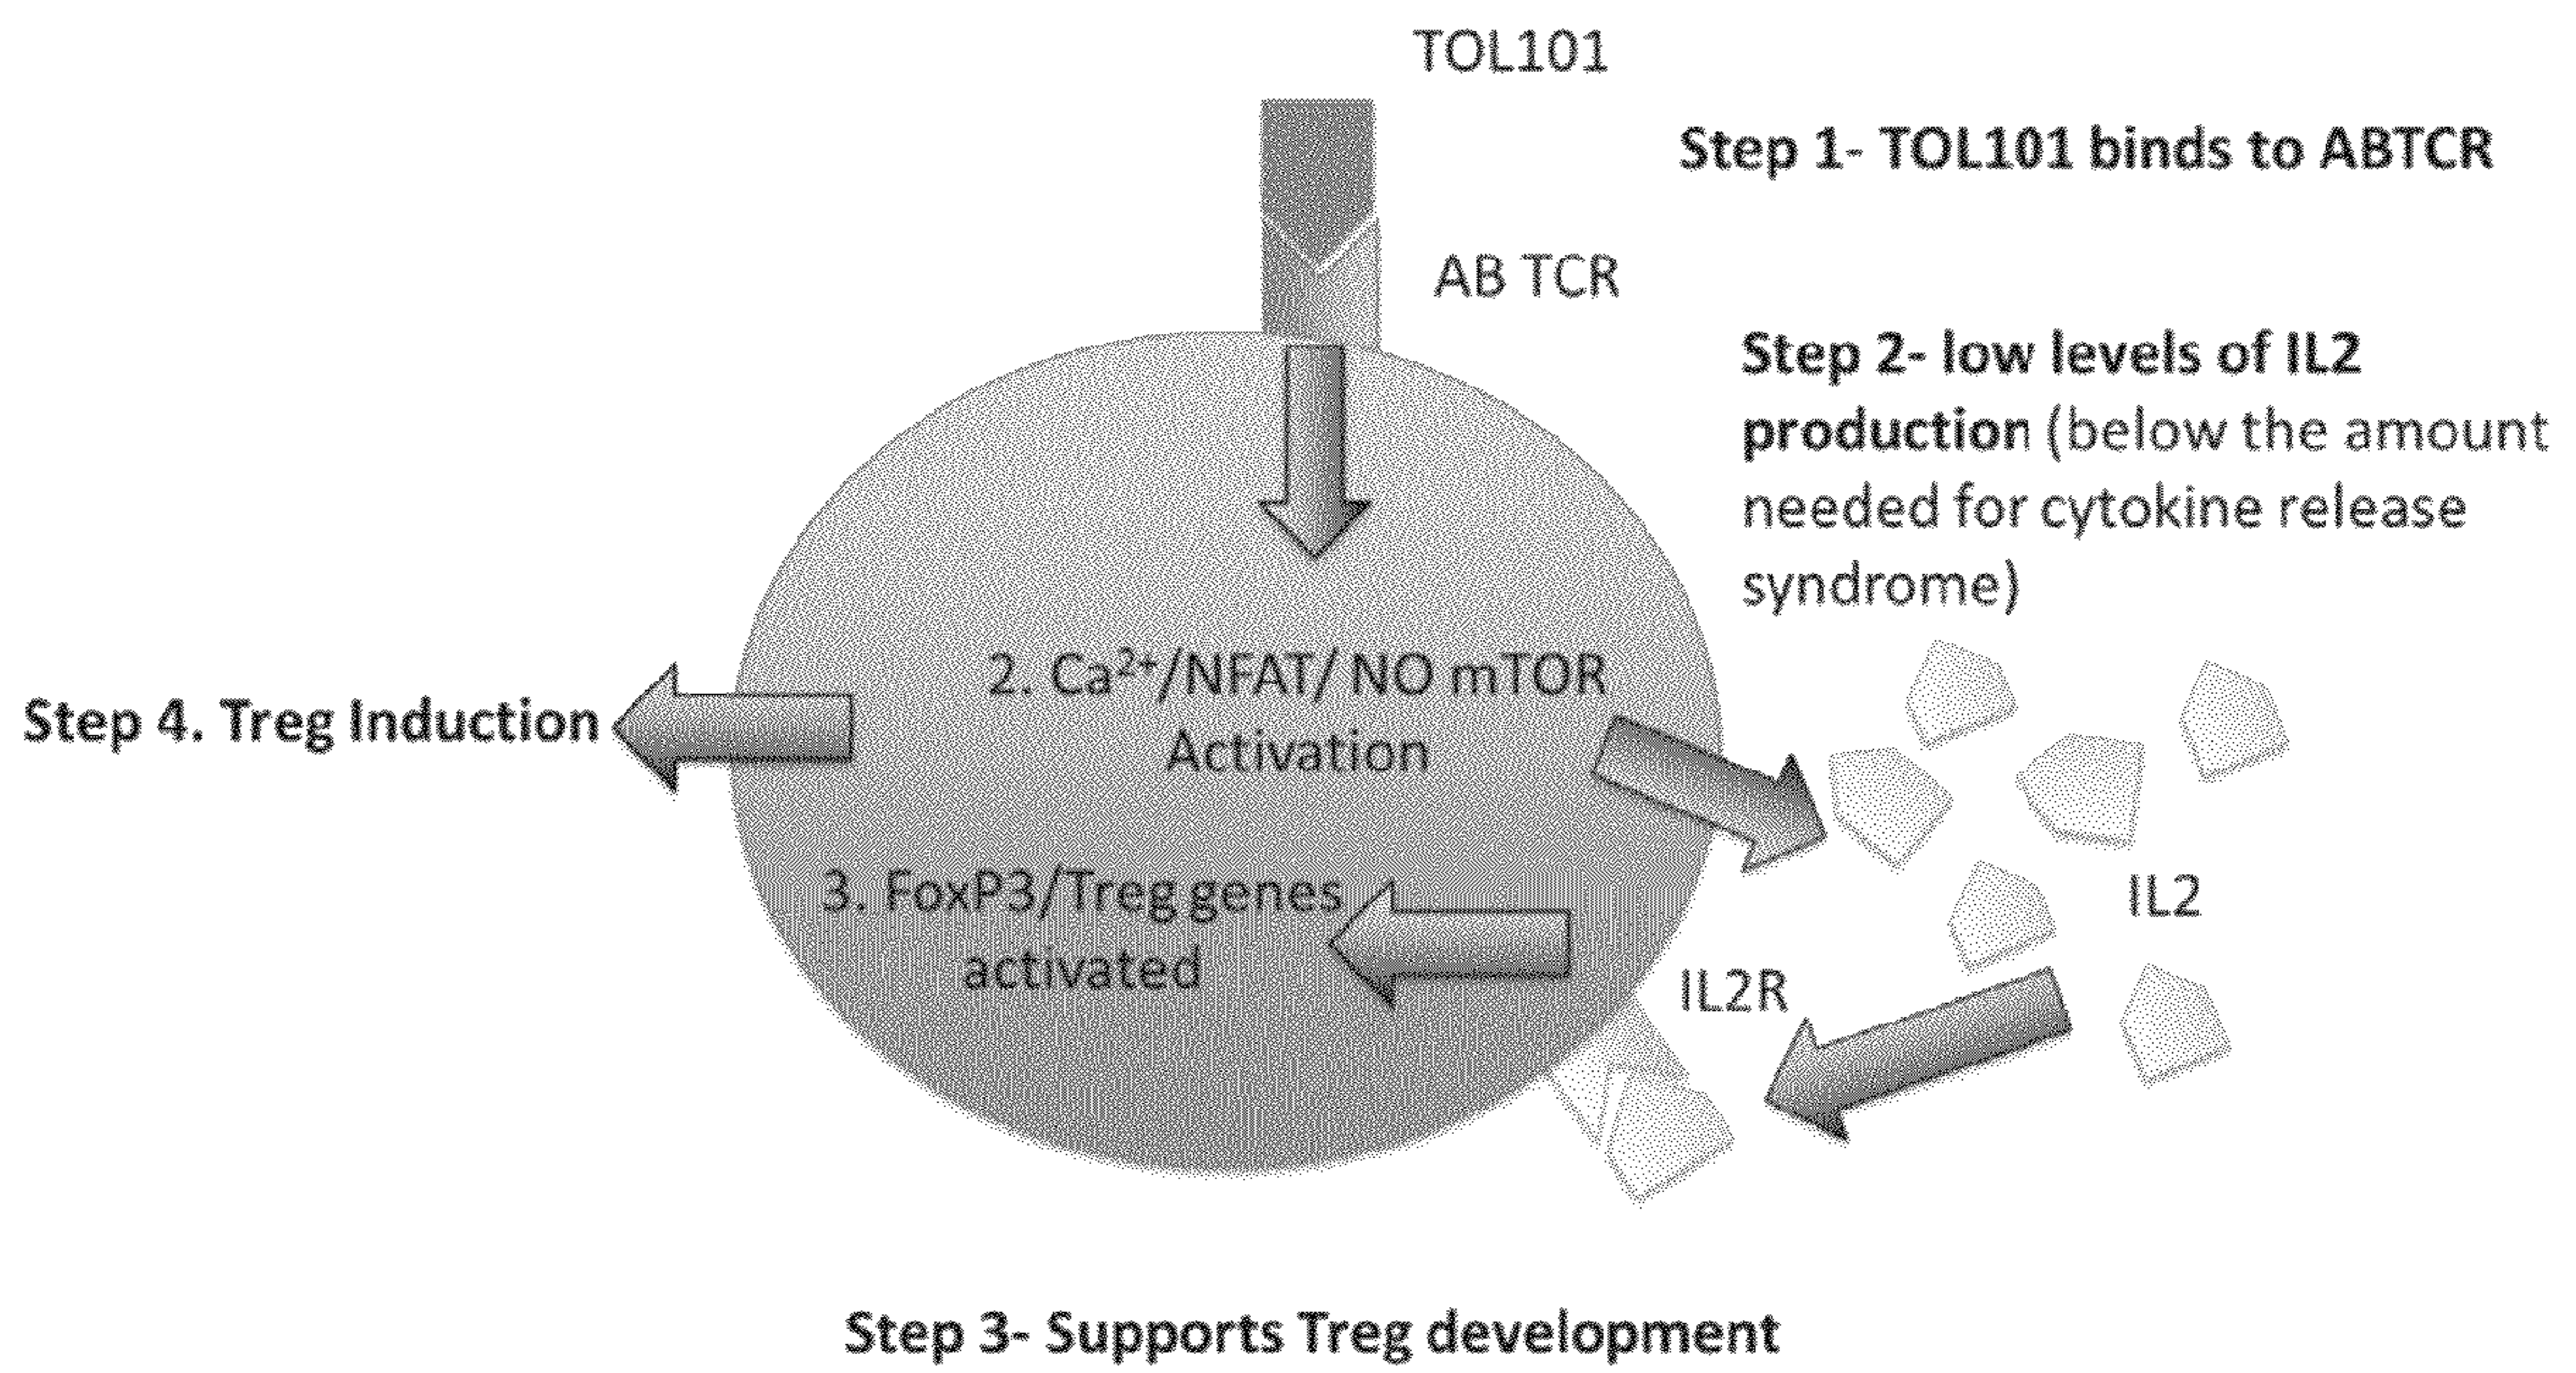 TOL101
Step 1- TOL101 binds to ABTCR
AB TCR
Step 2- low levels of IL2
production (below the amount
needed for cytokine release
syndrome)
2. Ca²⁺/NFAT/ NO mTOR
Activation
Step 4. Treg Induction
3. FoxP3/Treg genes
activated
IL2
IL2R
Step 3- Supports Treg development